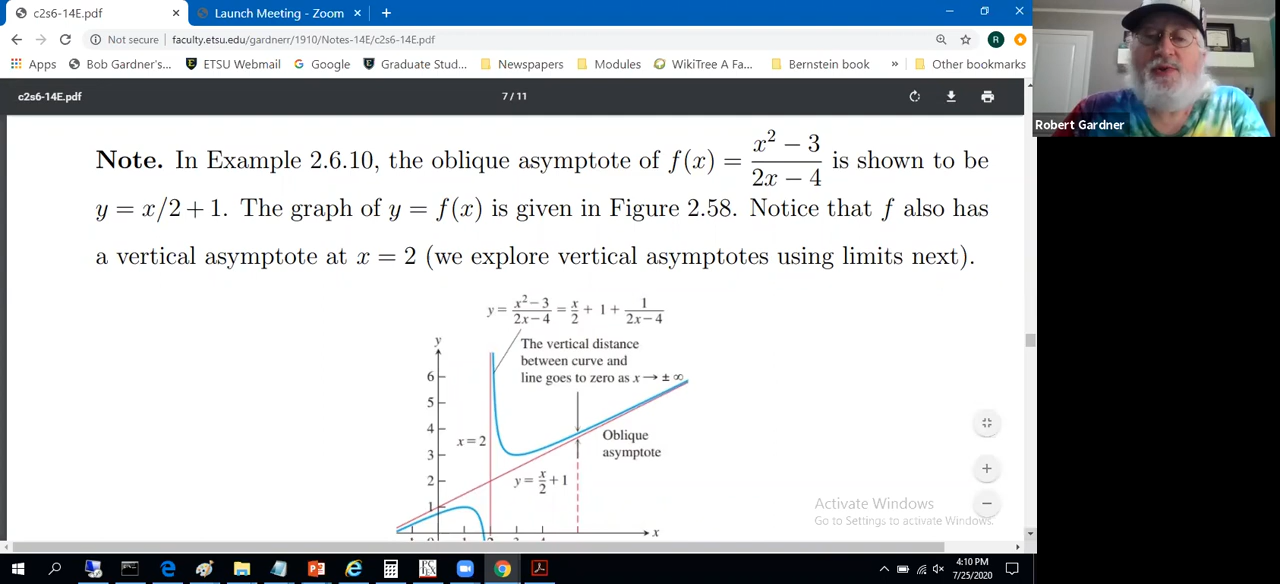 c2s6-14E.pdf
Launch Meeting - Zoom
Not secure | faculty.etsu.edu/gardnerr/1910/Notes-14E/c2s6-14E.pdf
R
Apps Bob Gardner's... ETSU Webmail Google Graduate Stud... Newspapers Modules WikiTree A Fa... Bernstein book » Other bookmarks
c2s6-14E.pdf 7 / 11
Robert Gardner
Note. In Example 2.6.10, the oblique asymptote of f(x) = (x² − 3)/(2x − 4) is shown to be
y = x/2 + 1. The graph of y = f(x) is given in Figure 2.58. Notice that f also has
a vertical asymptote at x = 2 (we explore vertical asymptotes using limits next).
y = (x² − 3)/(2x − 4) = x/2 + 1 + 1/(2x − 4)
y
The vertical distance
between curve and
line goes to zero as x → ± ∞
6
5
4
3
2
1
x = 2
Oblique
asymptote
y = x/2 + 1
x
Activate Windows
Go to Settings to activate Windows.
4:10 PM
7/25/2020